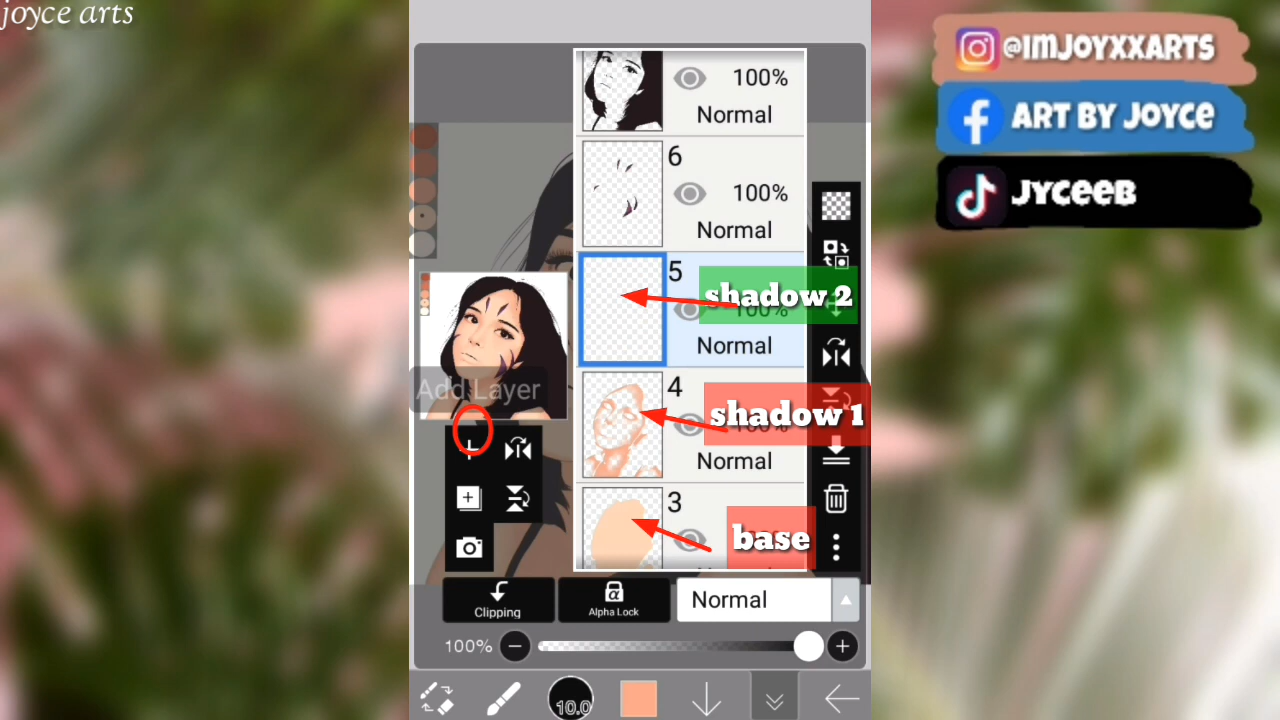 joyce arts
@IMJOYXXARTS
ART BY JOYCE
JYCEEB
100%
Normal
6
100%
Normal
5
shadow 2
100%
Normal
4
shadow 1
Normal
3
base
Add Layer
Clipping
α
Alpha Lock
Normal
100%
10.0